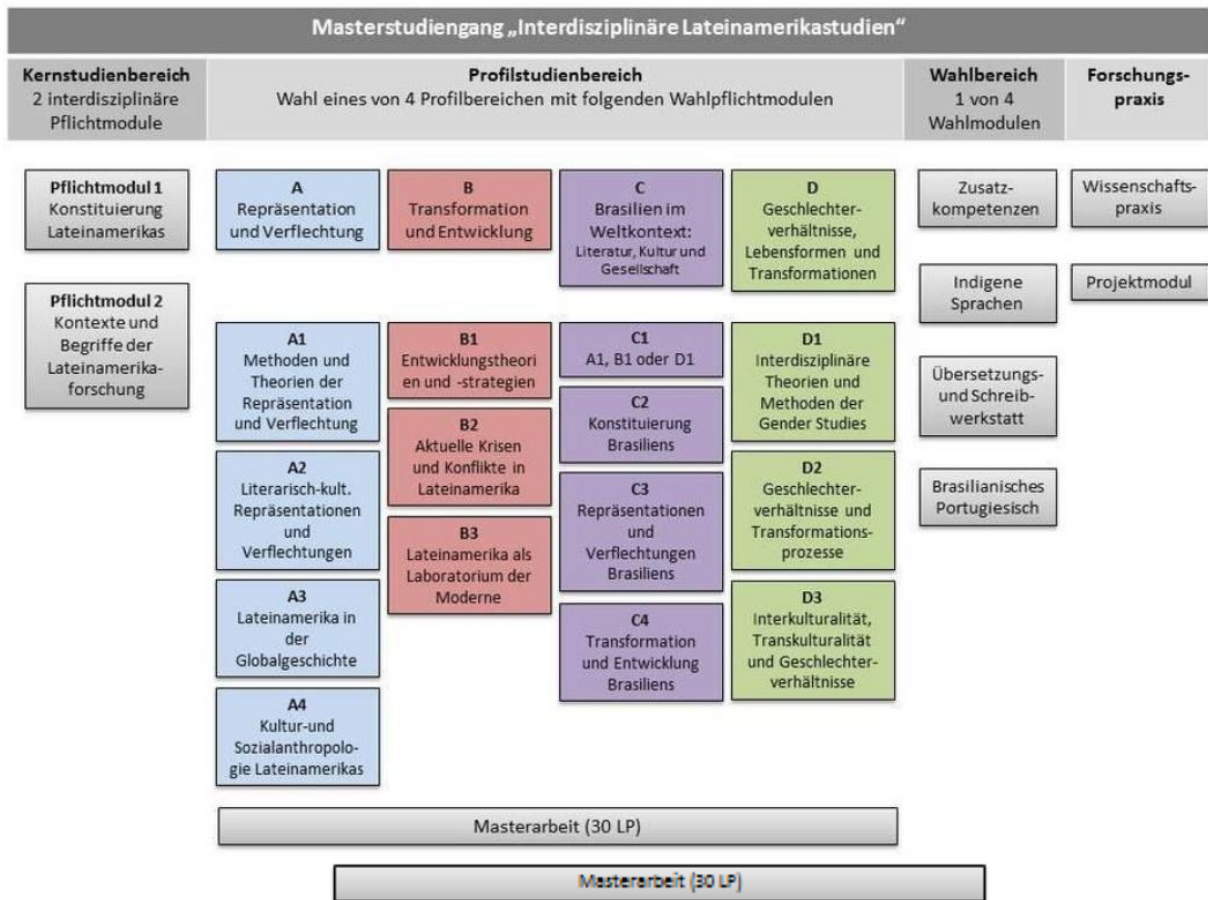 Masterstudiengang „Interdisziplinäre Lateinamerikastudien“
Kernstudienbereich
2 interdisziplinäre
Pflichtmodule
Profilstudienbereich
Wahl eines von 4 Profilbereichen mit folgenden Wahlpflichtmodulen
Wahlbereich
1 von 4
Wahlmodulen
Forschungs-
praxis
Pflichtmodul 1
Konstituierung
Lateinamerikas
Pflichtmodul 2
Kontexte und
Begriffe der
Lateinamerika-
forschung
A
Repräsentation
und Verflechtung
A1
Methoden und
Theorien der
Repräsentation
und Verflechtung
A2
Literarisch-kult.
Repräsentationen
und
Verflechtungen
A3
Lateinamerika in
der
Globalgeschichte
A4
Kultur-und
Sozialanthropolo-
gie Lateinamerikas
B
Transformation
und Entwicklung
B1
Entwicklungstheori
en und -strategien
B2
Aktuelle Krisen
und Konflikte in
Lateinamerika
B3
Lateinamerika als
Laboratorium der
Moderne
C
Brasilien im
Weltkontext:
Literatur, Kultur und
Gesellschaft
C1
A1, B1 oder D1
C2
Konstituierung
Brasiliens
C3
Repräsentationen
und
Verflechtungen
Brasiliens
C4
Transformation
und Entwicklung
Brasiliens
D
Geschlechter-
verhältnisse,
Lebensformen und
Transformationen
D1
Interdisziplinäre
Theorien und
Methoden der
Gender Studies
D2
Geschlechter-
verhältnisse und
Transformations-
prozesse
D3
Interkulturalität,
Transkulturalität
und Geschlechter-
verhältnisse
Zusatz-
kompetenzen
Indigene
Sprachen
Übersetzungs-
und Schreib-
werkstatt
Brasilianisches
Portugiesisch
Wissenschafts-
praxis
Projektmodul
Masterarbeit (30 LP)
Masterarbeit (30 LP)